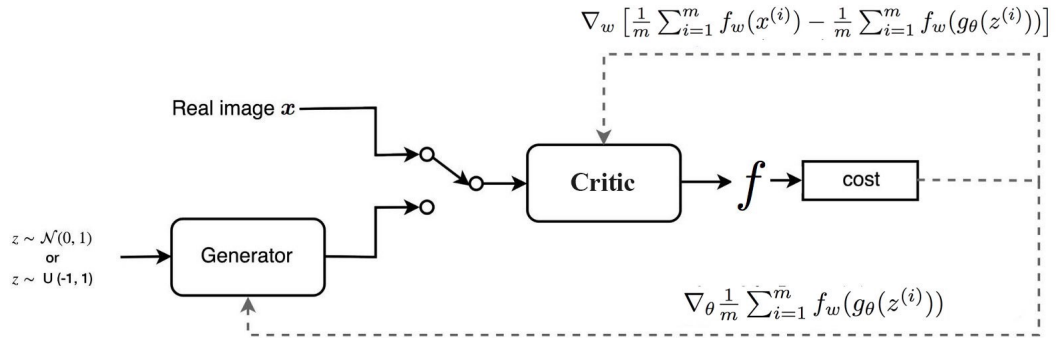 ∇_w [1/m ∑_{i=1}^m f_w(x^{(i)}) − 1/m ∑_{i=1}^m f_w(g_θ(z^{(i)}))]
Real image x
Critic
f
cost
z ∼ 𝒩(0, 1)
or
z ∼ U (-1, 1)
Generator
∇_θ 1/m ∑_{i=1}^m f_w(g_θ(z^{(i)}))